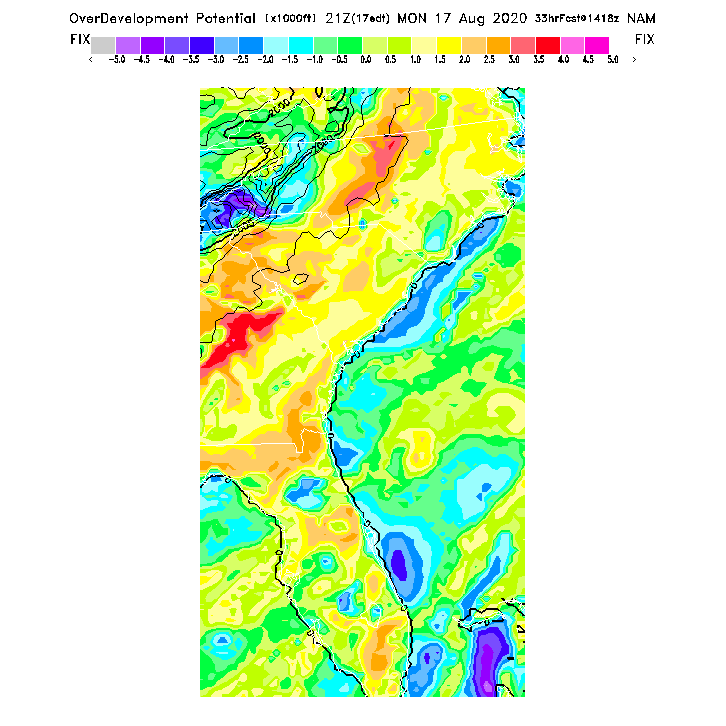 OverDevelopment Potential [x1000ft] 21Z(17edt) MON 17 Aug 2020 33hrFcst@1418z NAM
FIX FIX
< -5.0 -4.5 -4.0 -3.5 -3.0 -2.5 -2.0 -1.5 -1.0 -0.5 0.0 0.5 1.0 1.5 2.0 2.5 3.0 3.5 4.0 4.5 5.0 >
2000
2000